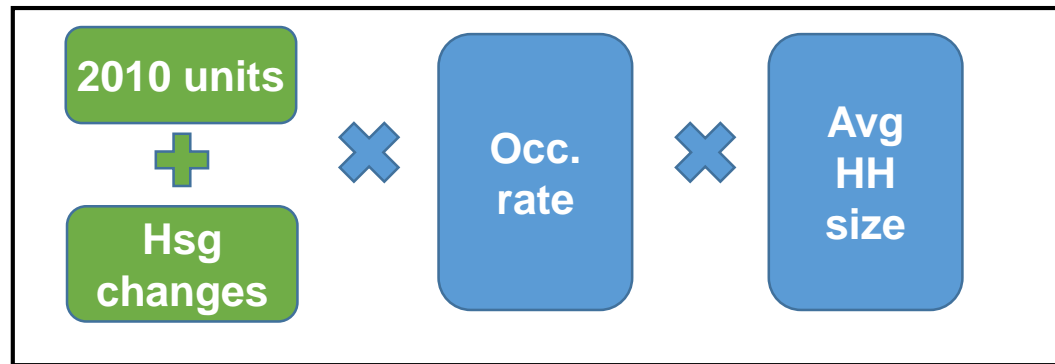 2010 units
Hsg
changes
Occ.
rate
Avg
HH
size